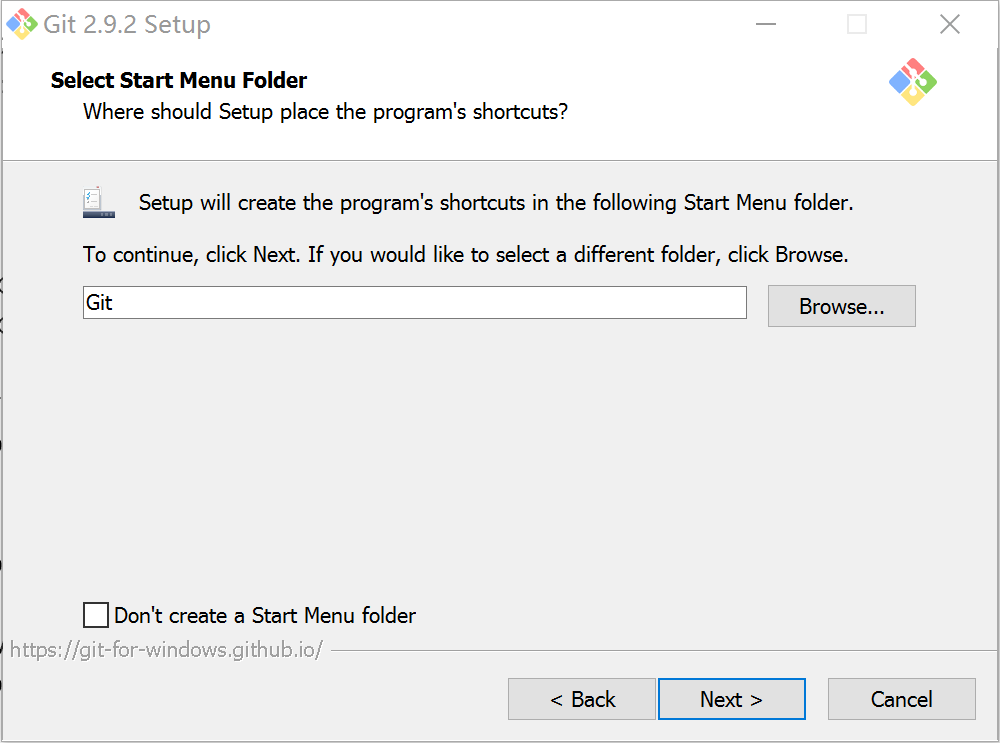 Git 2.9.2 Setup
Select Start Menu Folder
Where should Setup place the program's shortcuts?
Setup will create the program's shortcuts in the following Start Menu folder.
To continue, click Next. If you would like to select a different folder, click Browse.
Git
Browse...
Don't create a Start Menu folder
https://git-for-windows.github.io/
< Back
Next >
Cancel